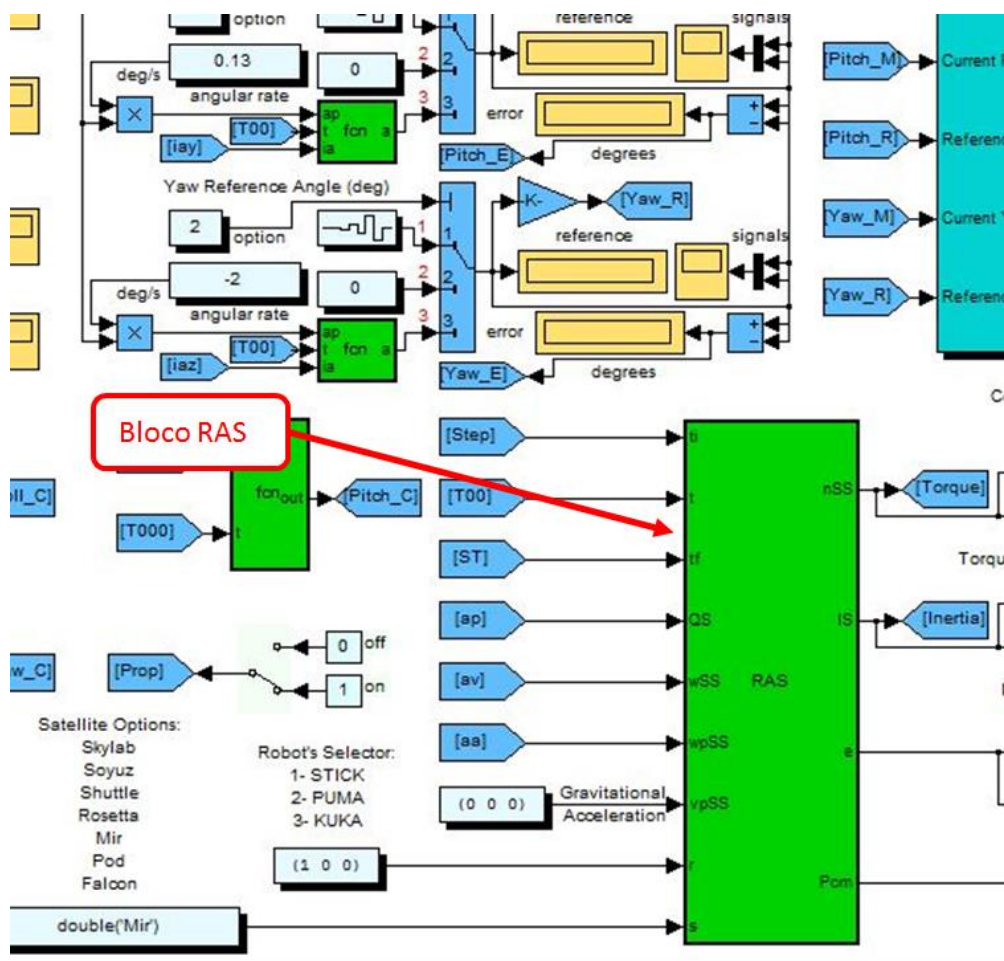 option
reference
signals
0.13
deg/s
angular rate
0
2
2
3
3
ap
t fcn a
ia
[T00]
[iay]
error
degrees
+
−
[Pitch_E]
[Pitch_M]
Current
[Pitch_R]
[Yaw_M]
Current
[Yaw_R]
Yaw Reference Angle (deg)
2
option
1
1
-K-
[Yaw_R]
reference
signals
-2
deg/s
angular rate
0
2
2
3
3
ap
t fcn a
ia
[T00]
[iaz]
error
degrees
+
−
[Yaw_E]
Bloco RAS
fcn out
[Pitch_C]
[T000]
t
[Step]
ti
[T00]
t
[ST]
tf
[ap]
QS
[av]
wSS
RAS
[aa]
wpSS
(0 0 0)
Gravitational
Acceleration
vpSS
(1 0 0)
r
s
nSS
[Torque]
IS
[Inertia]
e
Pom
[Prop]
0 off
1 on
Satellite Options:
Skylab
Soyuz
Shuttle
Rosetta
Mir
Pod
Falcon
Robot's Selector:
1- STICK
2- PUMA
3- KUKA
double('Mir')